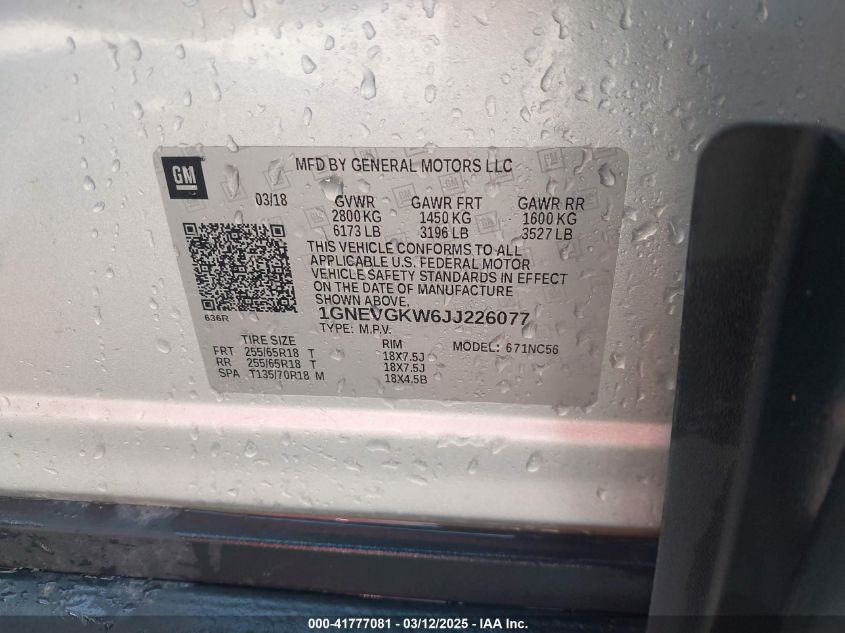 GM
MFD BY GENERAL MOTORS LLC
03/18
GVWR GAWR FRT GAWR RR
2800 KG 1450 KG 1600 KG
6173 LB 3196 LB 3527 LB
THIS VEHICLE CONFORMS TO ALL
APPLICABLE U.S. FEDERAL MOTOR
VEHICLE SAFETY STANDARDS IN EFFECT
ON THE DATE OF MANUFACTURE
SHOWN ABOVE.
636R
1GNEVGKW6JJ226077
TYPE: M.P.V.
TIRE SIZE RIM MODEL: 671NC56
FRT 255/65R18 T 18X7.5J
RR 255/65R18 T 18X7.5J
SPA T135/70R18 M 18X4.5B
000-41777081 - 03/12/2025 - IAAI Inc.